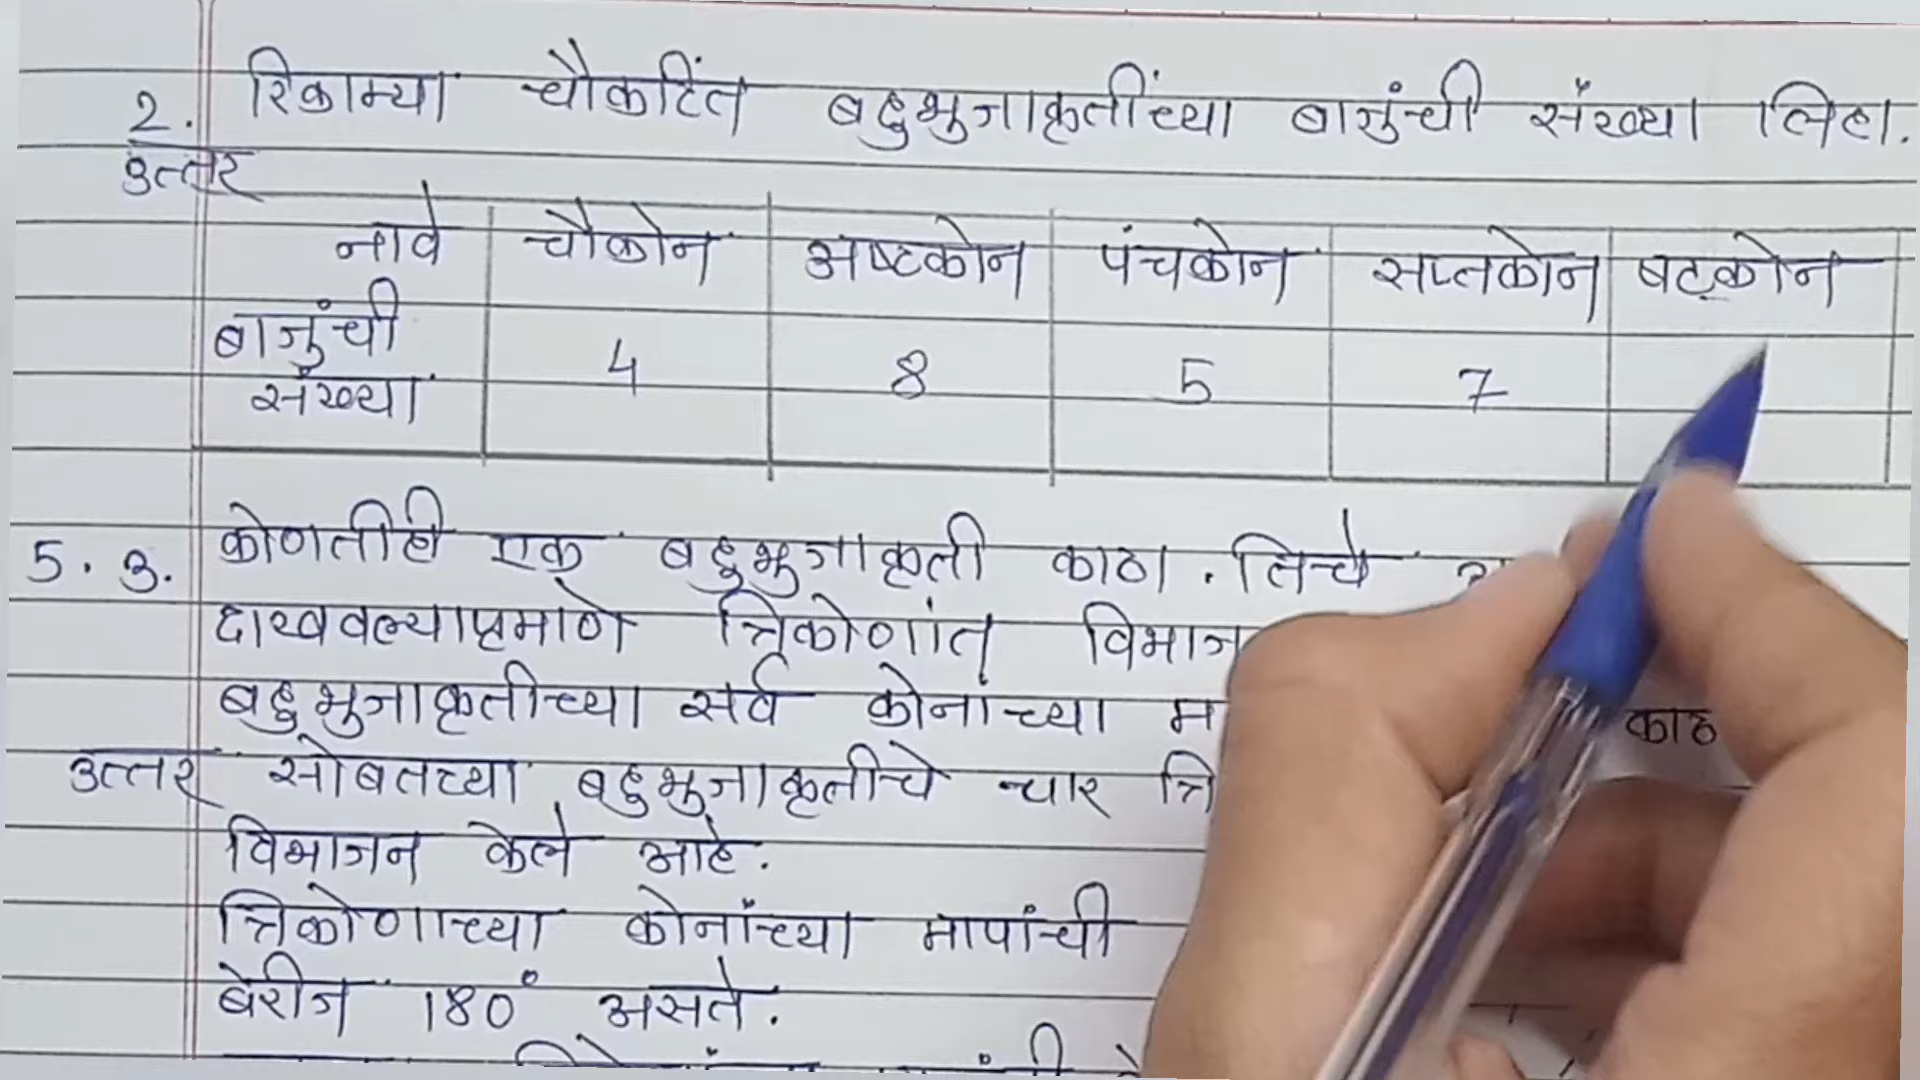 2. रिकाम्या चौकटिंत बहुभुजाकृतींच्या बाजुंची संख्या लिहा.
उत्तर
नावे चौकोन अष्टकोन पंचकोन सप्तकोन षट्कोन
बाजुंची संख्या 4 8 5 7
5. 3. कोणतीही एक बहुभुजाकृती काढा. तिचे
दाखवल्याप्रमाणे त्रिकोणांत
बहुभुजाकृतीच्या सर्व कोनांच्या
उत्तर सोबतच्या बहुभुजाकृतीचे चार
विभाजन केले आहे.
त्रिकोणाच्या कोनांच्या मापांची
बेरीज 180° असते.